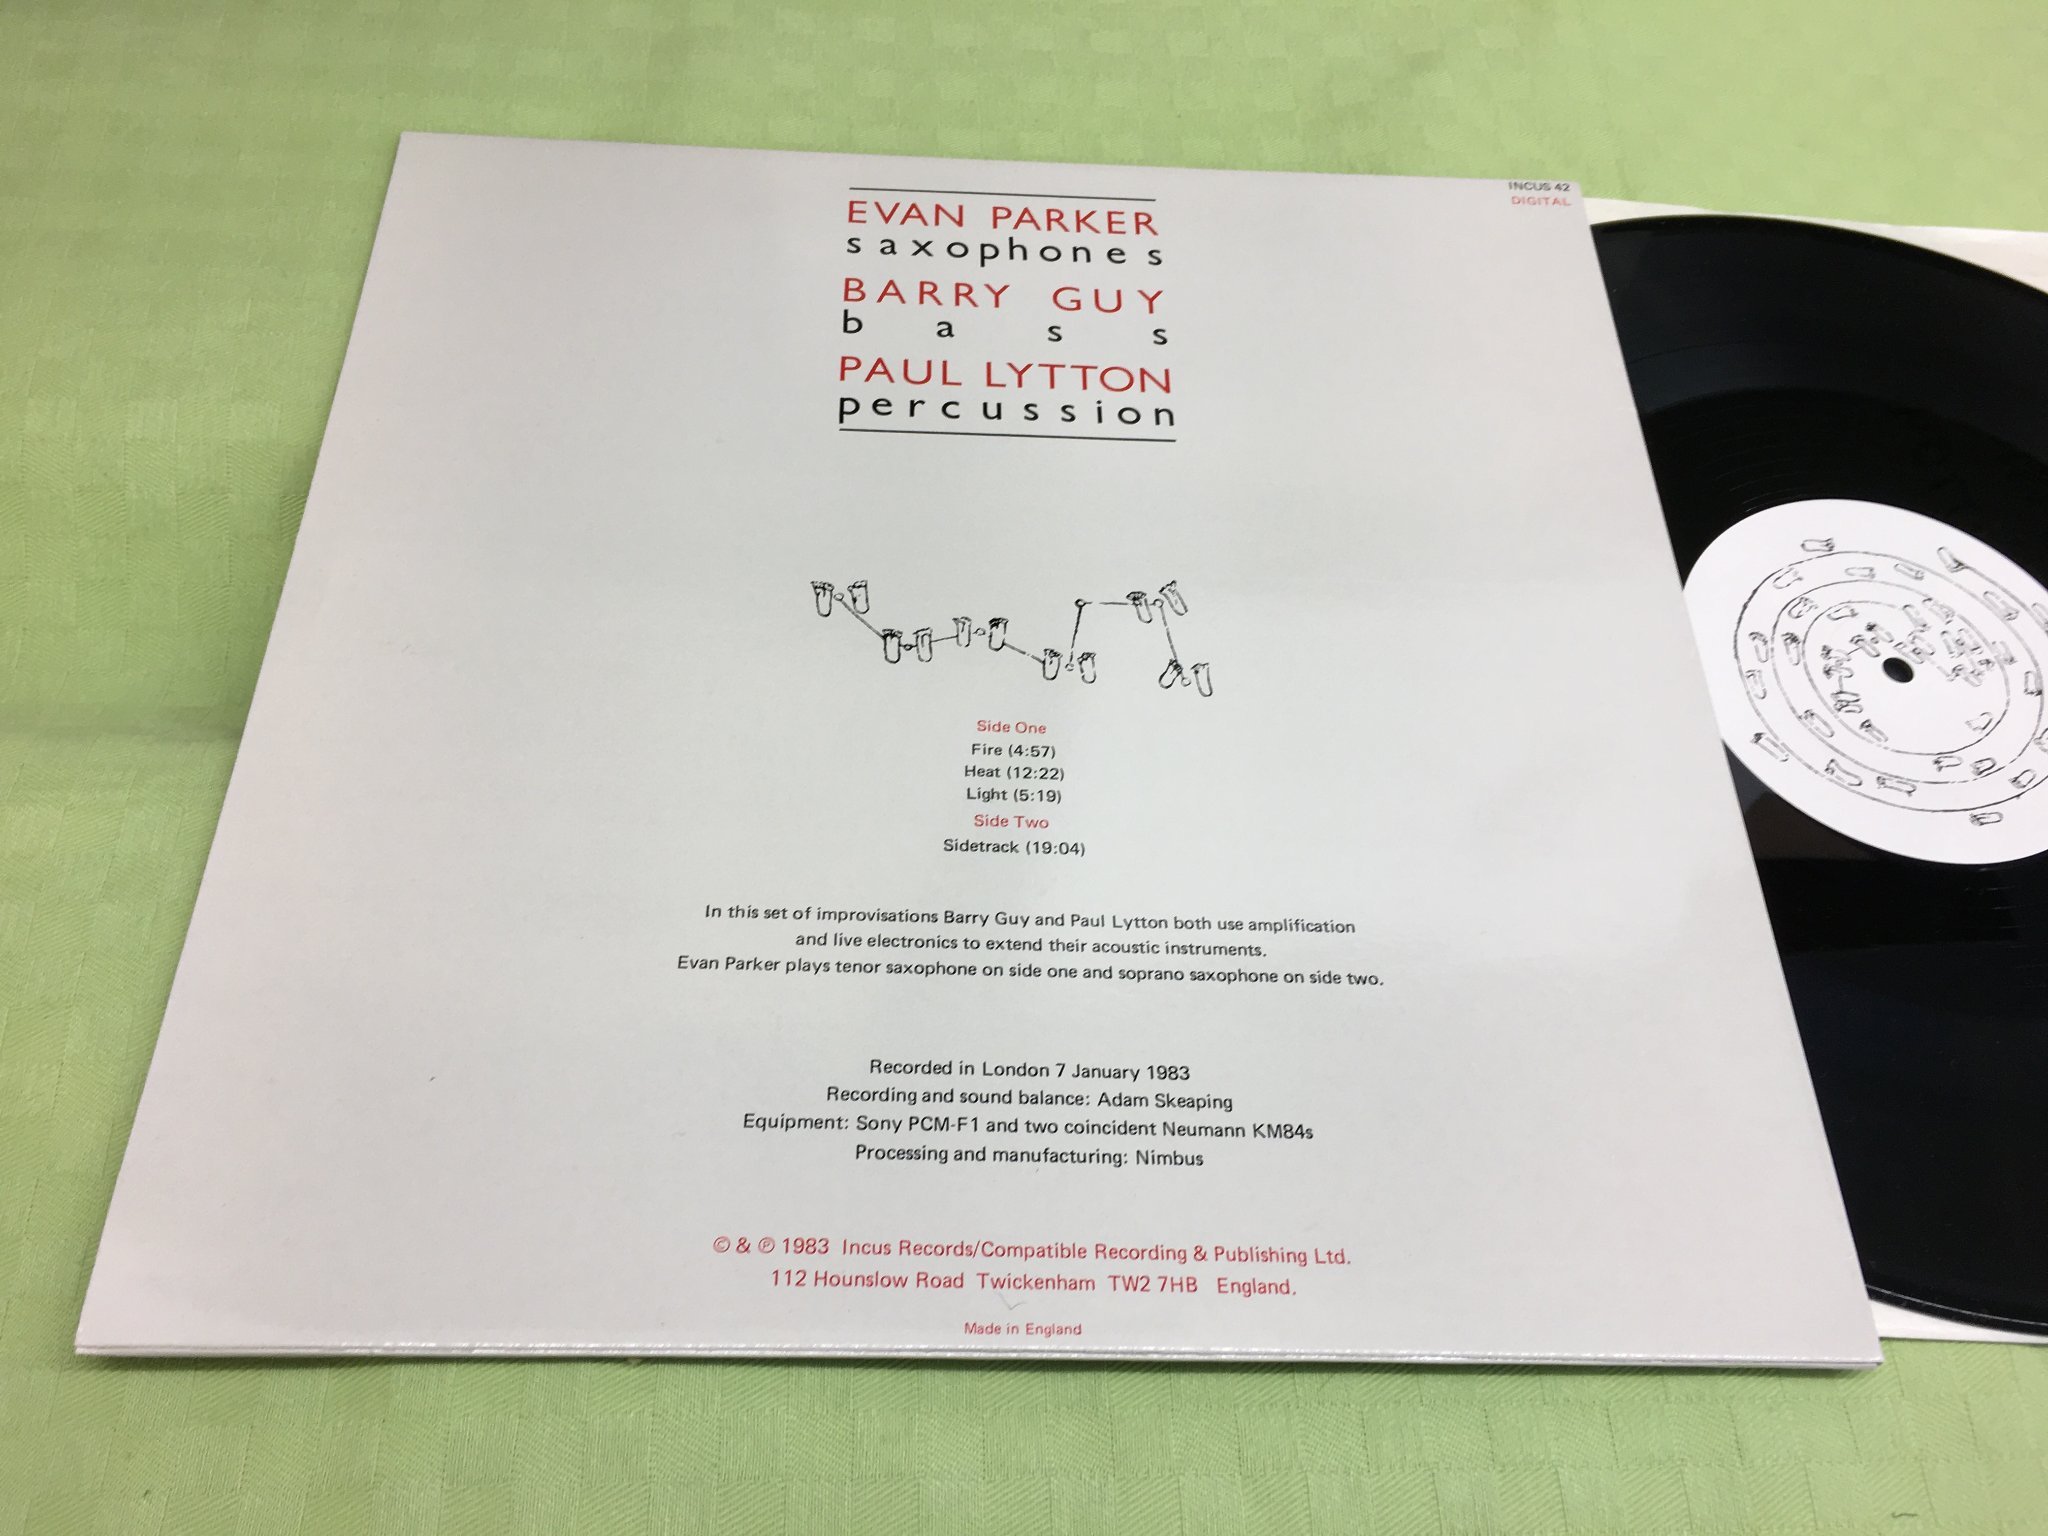 INCUS 42
DIGITAL
EVAN PARKER
saxophones
BARRY GUY
bass
PAUL LYTTON
percussion
Side One
Fire (4:57)
Heat (12:22)
Light (5:19)
Side Two
Sidetrack (19:04)
In this set of improvisations Barry Guy and Paul Lytton both use amplification
and live electronics to extend their acoustic instruments.
Evan Parker plays tenor saxophone on side one and soprano saxophone on side two.
Recorded in London 7 January 1983
Recording and sound balance: Adam Skeaping
Equipment: Sony PCM-F1 and two coincident Neumann KM84s
Processing and manufacturing: Nimbus
© & ℗ 1983 Incus Records/Compatible Recording & Publishing Ltd.
112 Hounslow Road Twickenham TW2 7HB England.
Made in England